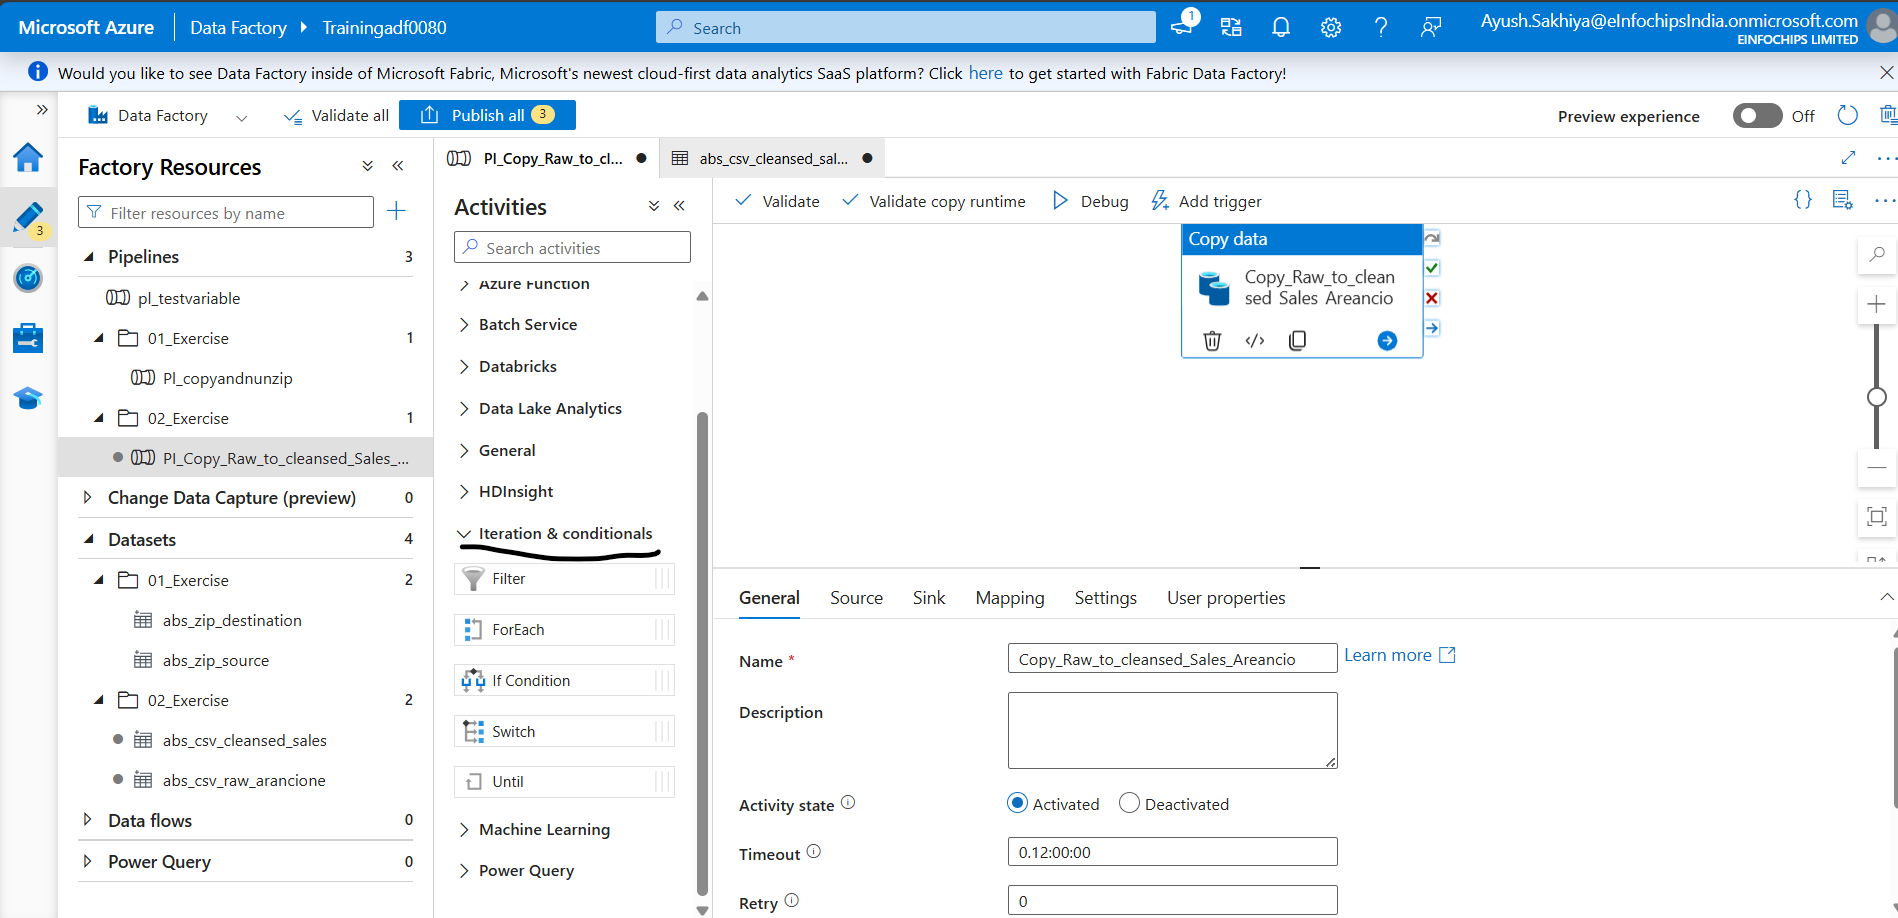 Microsoft Azure
Data Factory
Trainingadf0080
Search
1
Ayush.Sakhiya@eInfochipsIndia.onmicrosoft.com
EINFOCHIPS LIMITED
Would you like to see Data Factory inside of Microsoft Fabric, Microsoft's newest cloud-first data analytics SaaS platform? Click here to get started with Fabric Data Factory!
Data Factory
Validate all
Publish all 3
Preview experience
Off
Factory Resources
Filter resources by name
3
Pipelines 3
pl_testvariable
01_Exercise 1
Pl_copyandnunzip
02_Exercise 1
Pl_Copy_Raw_to_cleansed_Sales_...
Change Data Capture (preview) 0
Datasets 4
01_Exercise 2
abs_zip_destination
abs_zip_source
02_Exercise 2
abs_csv_cleansed_sales
abs_csv_raw_arancione
Data flows 0
Power Query 0
Pl_Copy_Raw_to_cl...
abs_csv_cleansed_sal...
Activities
Search activities
Azure Function
Batch Service
Databricks
Data Lake Analytics
General
HDInsight
Iteration & conditionals
Filter
ForEach
If Condition
Switch
Until
Machine Learning
Power Query
Validate
Validate copy runtime
Debug
Add trigger
Copy data
Copy_Raw_to_clean
sed_Sales_Areancio
General
Source
Sink
Mapping
Settings
User properties
Name *
Copy_Raw_to_cleansed_Sales_Areancio
Learn more
Description
Activity state
Activated
Deactivated
Timeout
0.12:00:00
Retry
0